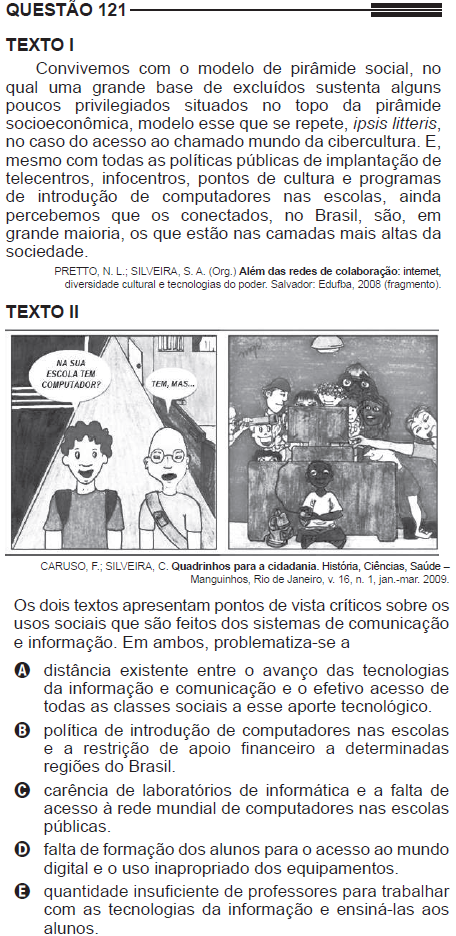 QUESTÃO 121
TEXTO I
Convivemos com o modelo de pirâmide social, no
qual uma grande base de excluídos sustenta alguns
poucos privilegiados situados no topo da pirâmide
socioeconômica, modelo esse que se repete, ipsis litteris,
no caso do acesso ao chamado mundo da cibercultura. E,
mesmo com todas as políticas públicas de implantação de
telecentros, infocentros, pontos de cultura e programas
de introdução de computadores nas escolas, ainda
percebemos que os conectados, no Brasil, são, em
grande maioria, os que estão nas camadas mais altas da
sociedade.
PRETTO, N. L.; SILVEIRA, S. A. (Org.) Além das redes de colaboração: internet,
diversidade cultural e tecnologias do poder. Salvador: Edufba, 2008 (fragmento).
TEXTO II
NA SUA
ESCOLA TEM
COMPUTADOR?
TEM, MAS...
CARUSO, F.; SILVEIRA, C. Quadrinhos para a cidadania. História, Ciências, Saúde –
Manguinhos, Rio de Janeiro, v. 16, n. 1, jan.-mar. 2009.
Os dois textos apresentam pontos de vista críticos sobre os
usos sociais que são feitos dos sistemas de comunicação
e informação. Em ambos, problematiza-se a
A distância existente entre o avanço das tecnologias
da informação e comunicação e o efetivo acesso de
todas as classes sociais a esse aporte tecnológico.
B política de introdução de computadores nas escolas
e a restrição de apoio financeiro a determinadas
regiões do Brasil.
C carência de laboratórios de informática e a falta de
acesso à rede mundial de computadores nas escolas
públicas.
D falta de formação dos alunos para o acesso ao mundo
digital e o uso inapropriado dos equipamentos.
E quantidade insuficiente de professores para trabalhar
com as tecnologias da informação e ensiná-las aos
alunos.